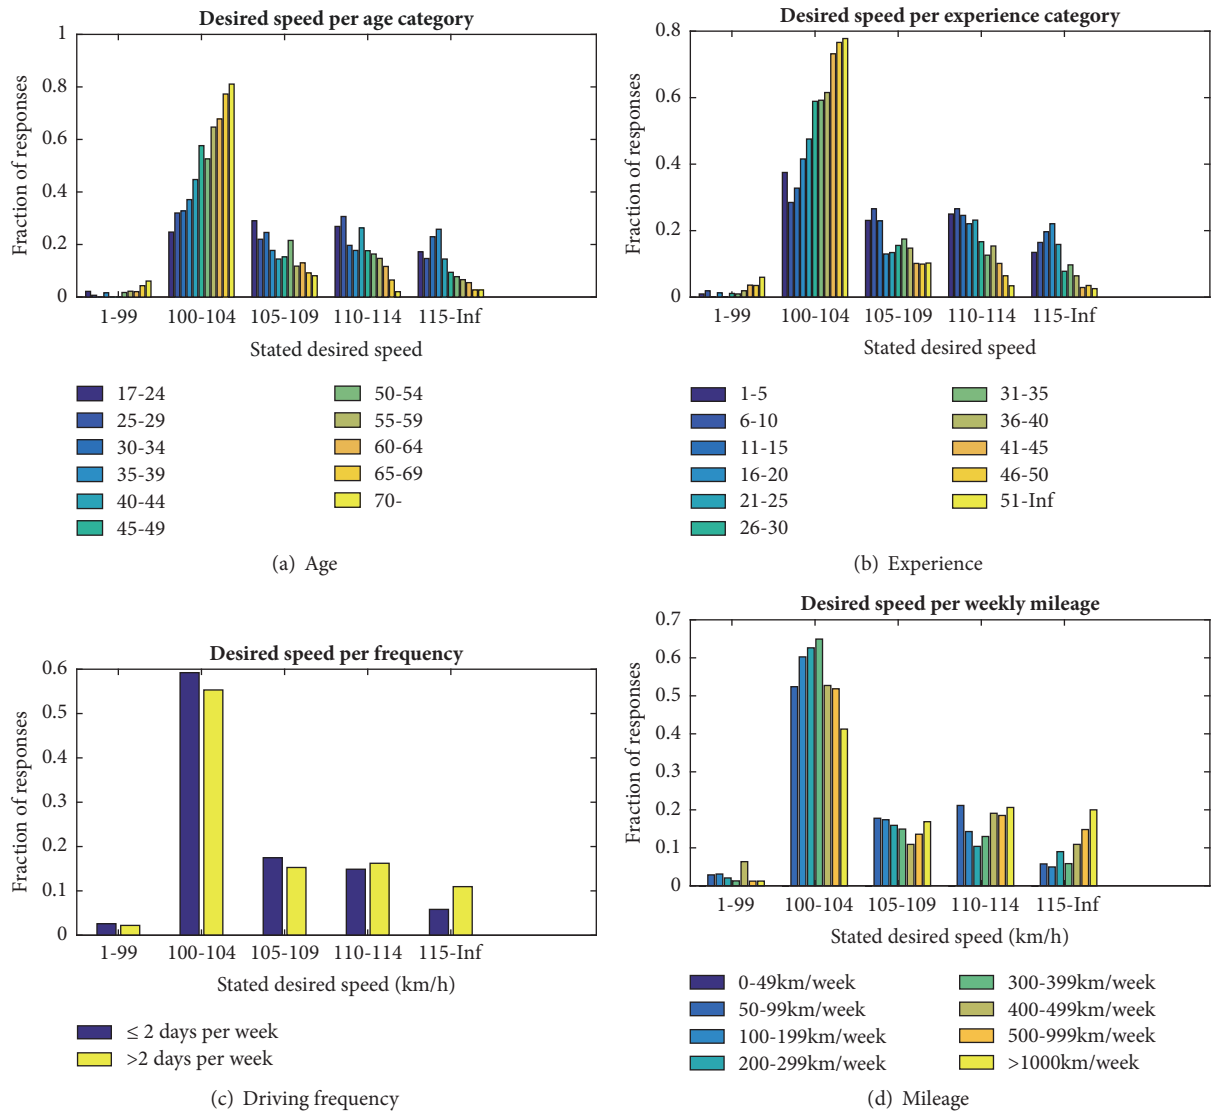 Desired speed per age category
1
0.8
0.6
0.4
0.2
0
Fraction of responses
1-99 100-104 105-109 110-114 115-Inf
Stated desired speed
17-24
25-29
30-34
35-39
40-44
45-49
50-54
55-59
60-64
65-69
70-
(a) Age
Desired speed per experience category
0.8
0.6
0.4
0.2
0
Fraction of responses
1-99 100-104 105-109 110-114 115-Inf
Stated desired speed
1-5
6-10
11-15
16-20
21-25
26-30
31-35
36-40
41-45
46-50
51-Inf
(b) Experience
Desired speed per frequency
0.6
0.5
0.4
0.3
0.2
0.1
0
Fraction of responses
1-99 100-104 105-109 110-114 115-Inf
Stated desired speed (km/h)
≤ 2 days per week
>2 days per week
(c) Driving frequency
Desired speed per weekly mileage
0.7
0.6
0.5
0.4
0.3
0.2
0.1
0
Fraction of responses
1-99 100-104 105-109 110-114 115-Inf
Stated desired speed (km/h)
0-49km/week
50-99km/week
100-199km/week
200-299km/week
300-399km/week
400-499km/week
500-999km/week
>1000km/week
(d) Mileage